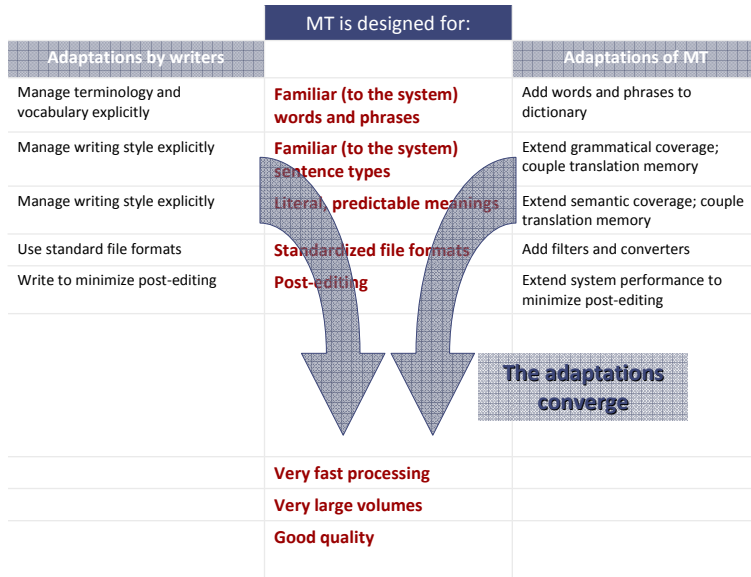 MT is designed for:
Adaptations by writers
Adaptations of MT
Manage terminology and
vocabulary explicitly
Familiar (to the system)
words and phrases
Add words and phrases to
dictionary
Manage writing style explicitly
Familiar (to the system)
sentence types
Extend grammatical coverage;
couple translation memory
Manage writing style explicitly
Literal, predictable meanings
Extend semantic coverage; couple
translation memory
Use standard file formats
Standardized file formats
Add filters and converters
Write to minimize post-editing
Post-editing
Extend system performance to
minimize post-editing
The adaptations
converge
Very fast processing
Very large volumes
Good quality